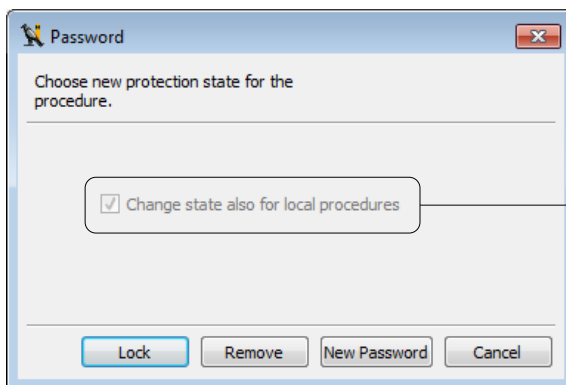 Password
Choose new protection state for the
procedure.
Change state also for local procedures
Lock Remove New Password Cancel